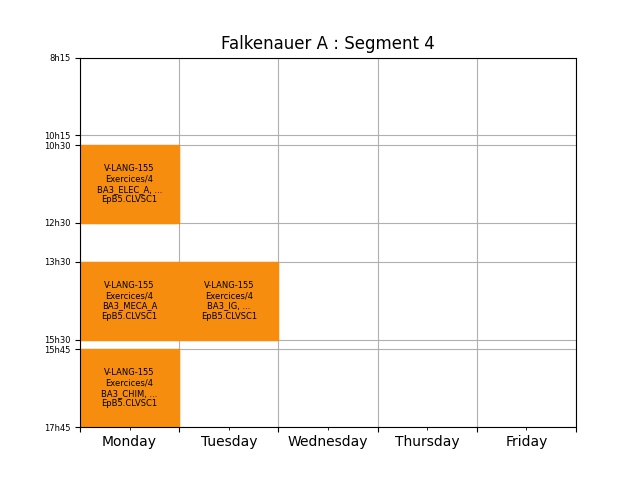 Falkenauer A : Segment 4
8h15
10h15
10h30
V-LANG-155
Exercices/4
BA3_ELEC_A, ...
EpB5.CLVSC1
12h30
13h30
V-LANG-155
Exercices/4
BA3_MECA_A
EpB5.CLVSC1
V-LANG-155
Exercices/4
BA3_IG, ...
EpB5.CLVSC1
15h30
15h45
V-LANG-155
Exercices/4
BA3_CHIM, ...
EpB5.CLVSC1
17h45
Monday Tuesday Wednesday Thursday Friday